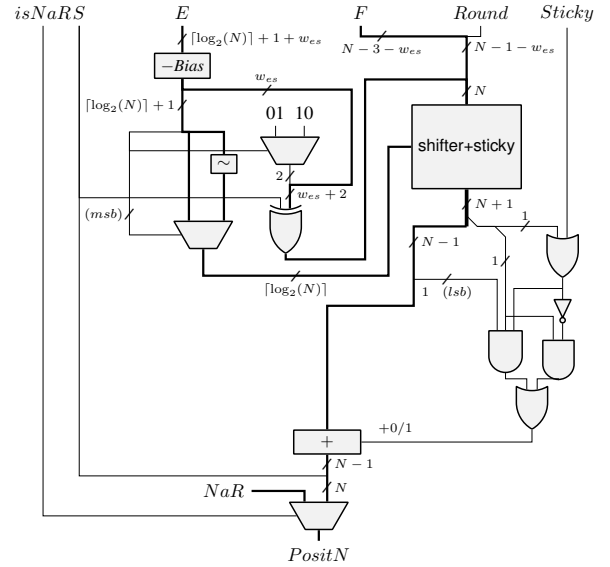 isNaR S E F Round Sticky
⌈log₂(N)⌉ + 1 + w_es
N − 3 − w_es
N − 1 − w_es
−Bias
w_es
N
⌈log₂(N)⌉ + 1
01 10
shifter+sticky
∼
2
w_es + 2
N + 1
(msb)
1
N − 1
1
⌈log₂(N)⌉
1
(lsb)
+0/1
+
N − 1
NaR
N
PositN